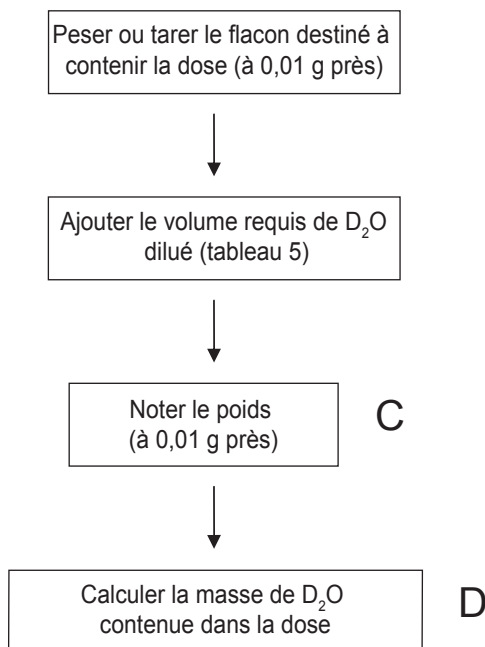 Peser ou tarer le flacon destiné à
contenir la dose (à 0,01 g près)
Ajouter le volume requis de D₂O
dilué (tableau 5)
Noter le poids
(à 0,01 g près)
C
Calculer la masse de D₂O
contenue dans la dose
D